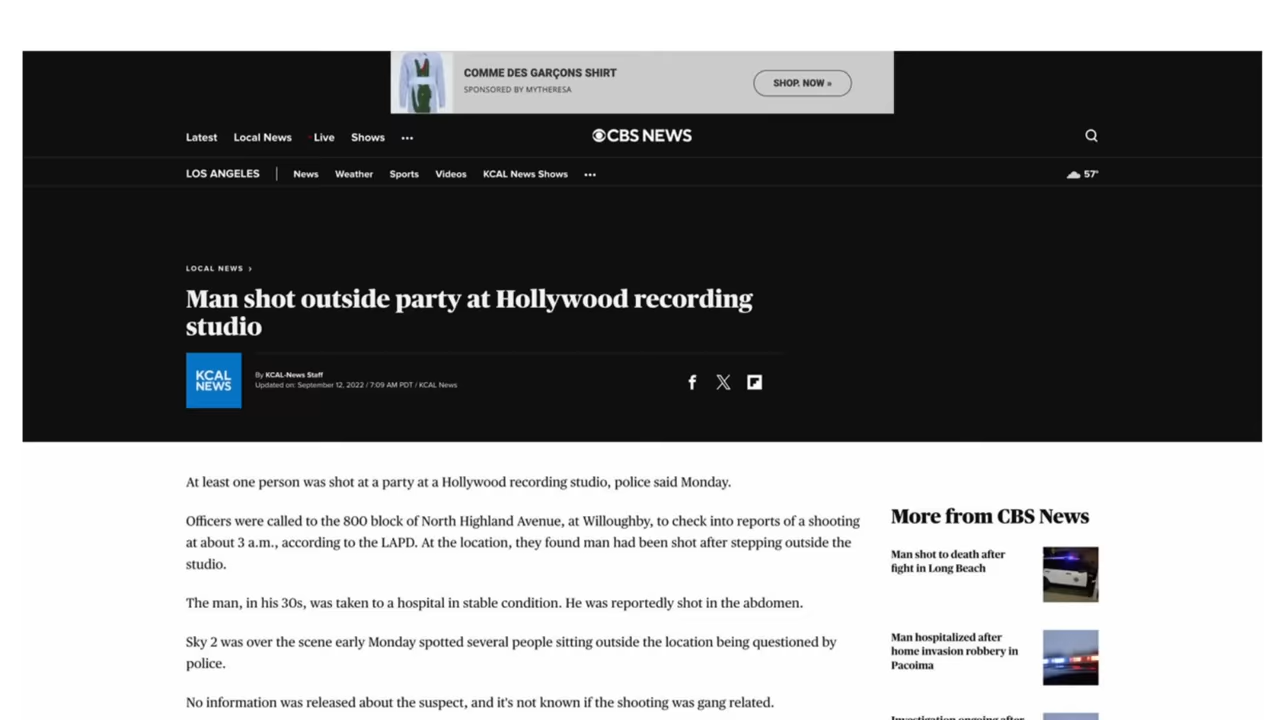 COMME DES GARÇONS SHIRT
SPONSORED BY MYTHERESA
SHOP. NOW »
Latest Local News Live Shows ...
CBS NEWS
LOS ANGELES | News Weather Sports Videos KCAL News Shows ...
57°
LOCAL NEWS ›
Man shot outside party at Hollywood recording
studio
KCAL
NEWS
By KCAL-News Staff
Updated on: September 12, 2022 / 7:09 AM PDT / KCAL News
At least one person was shot at a party at a Hollywood recording studio, police said Monday.
Officers were called to the 800 block of North Highland Avenue, at Willoughby, to check into reports of a shooting
at about 3 a.m., according to the LAPD. At the location, they found man had been shot after stepping outside the
studio.
The man, in his 30s, was taken to a hospital in stable condition. He was reportedly shot in the abdomen.
Sky 2 was over the scene early Monday spotted several people sitting outside the location being questioned by
police.
No information was released about the suspect, and it's not known if the shooting was gang related.
More from CBS News
Man shot to death after
fight in Long Beach
Man hospitalized after
home invasion robbery in
Pacoima
Investigation ongoing after